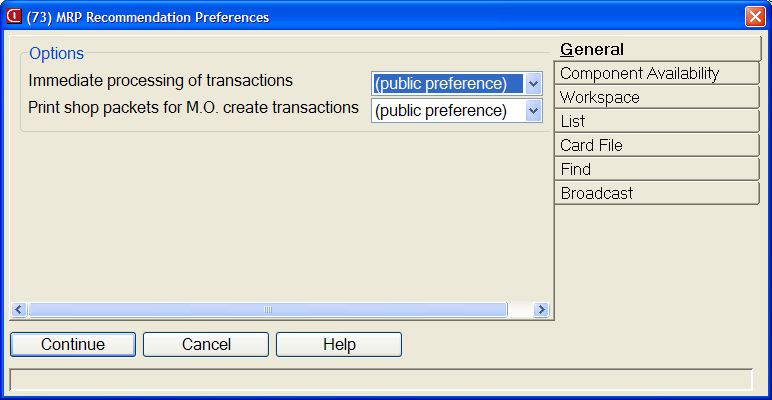 (73) MRP Recommendation Preferences
Options
Immediate processing of transactions (public preference)
Print shop packets for M.O. create transactions (public preference)
General
Component Availability
Workspace
List
Card File
Find
Broadcast
Continue Cancel Help